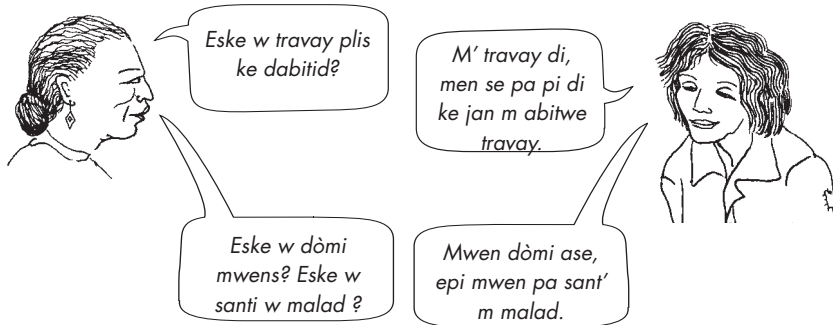 Eske w travay plis
ke dabitid?
M' travay di,
men se pa pi di
ke jan m abitwe
travay.
Eske w dòmi
mwens? Eske w
santi w malad ?
Mwen dòmi ase,
epi mwen pa sant'
m malad.